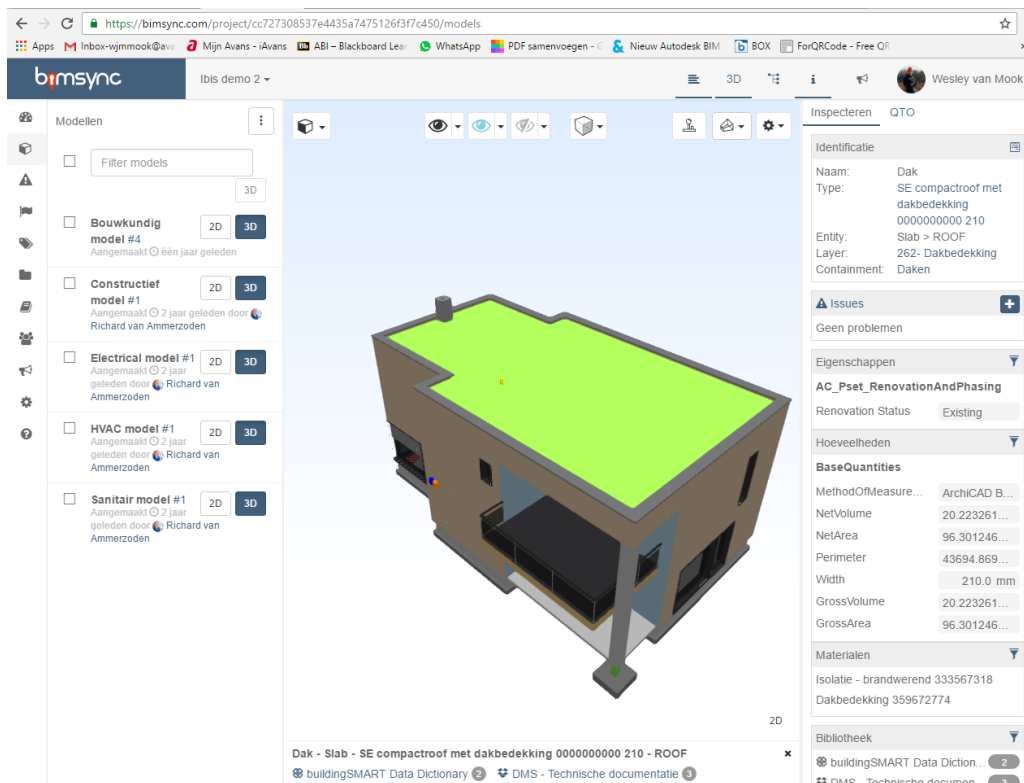 https://bimsync.com/project/cc727308537e4435a7475126f3f7c450/models
Apps Inbox-wjmmook@ava Mijn Avans - iAvans ABI – Blackboard Lear WhatsApp PDF samenvoegen - Nieuw Autodesk BIM BOX ForQRCode - Free QR
bimsync
Ibis demo 2
3D
Wesley van Mook
Modellen
Filter models
3D
Bouwkundig
model #4
2D 3D
Aangemaakt één jaar geleden
Constructief
model #1
2D 3D
Aangemaakt 2 jaar geleden door
Richard van Ammerzoden
Electrical model #1
2D 3D
Aangemaakt 2 jaar
geleden door Richard van
Ammerzoden
HVAC model #1
2D 3D
Aangemaakt 2 jaar
geleden door Richard van
Ammerzoden
Sanitair model #1
2D 3D
Aangemaakt 2 jaar
geleden door Richard van
Ammerzoden
2D
Dak - Slab - SE compactroof met dakbedekking 0000000000 210 - ROOF
buildingSMART Data Dictionary 2 DMS - Technische documentatie 3
Inspecteren QTO
Identificatie
Naam: Dak
Type: SE compactroof met
dakbedekking
0000000000 210
Entity: Slab > ROOF
Layer: 262- Dakbedekking
Containment: Daken
Issues
Geen problemen
Eigenschappen
AC_Pset_RenovationAndPhasing
Renovation Status Existing
Hoeveelheden
BaseQuantities
MethodOfMeasure... ArchiCAD B...
NetVolume 20.223261...
NetArea 96.301246...
Perimeter 43694.869...
Width 210.0 mm
GrossVolume 20.223261...
GrossArea 96.301246...
Materialen
Isolatie - brandwerend 333567318
Dakbedekking 359672774
Bibliotheek
buildingSMART Data Diction... 2
DMS - Technische documen...